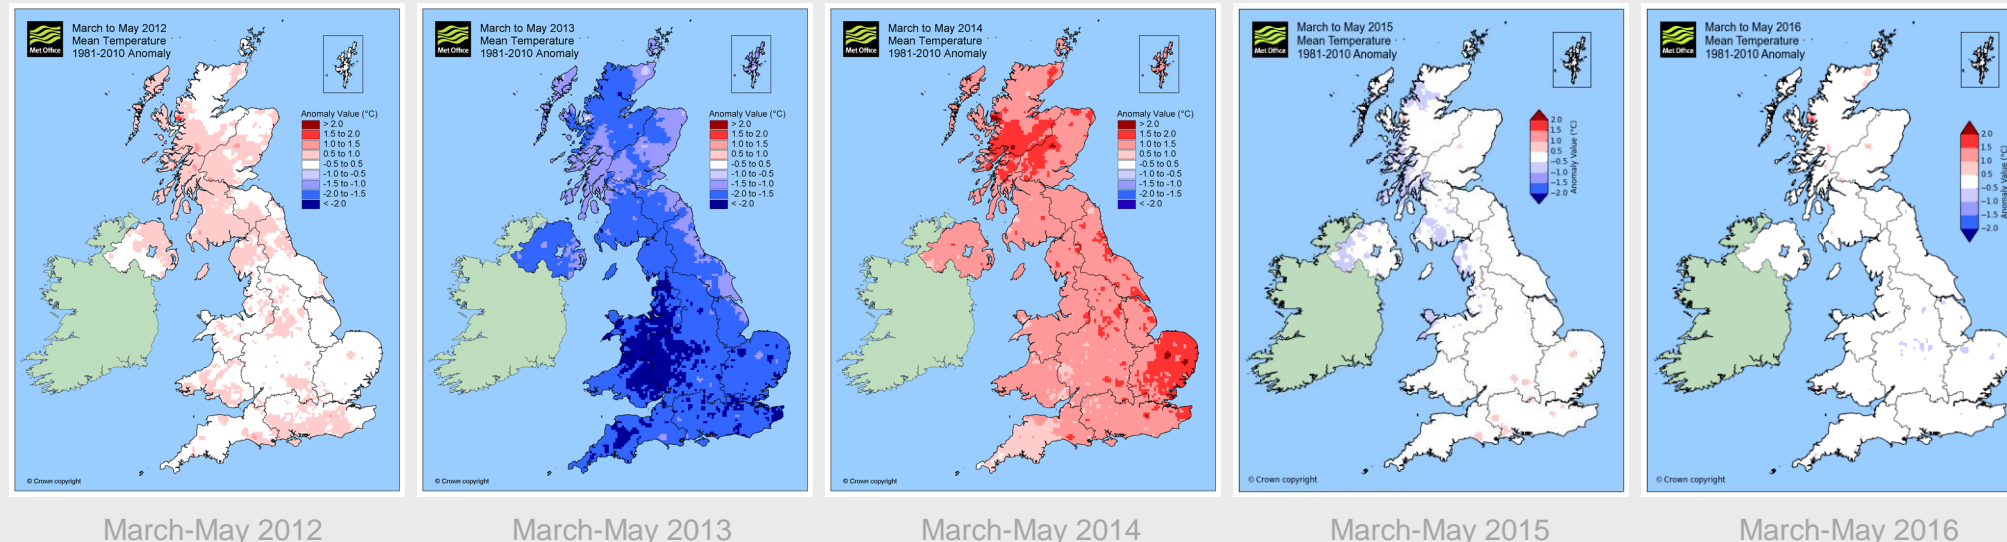 Met Office
March to May 2012
Mean Temperature
1981-2010 Anomaly
Anomaly Value (°C)
> 2.0
1.5 to 2.0
1.0 to 1.5
0.5 to 1.0
-0.5 to 0.5
-1.0 to -0.5
-1.5 to -1.0
-2.0 to -1.5
< -2.0
© Crown copyright
March-May 2012
Met Office
March to May 2013
Mean Temperature
1981-2010 Anomaly
Anomaly Value (°C)
> 2.0
1.5 to 2.0
1.0 to 1.5
0.5 to 1.0
-0.5 to 0.5
-1.0 to -0.5
-1.5 to -1.0
-2.0 to -1.5
< -2.0
© Crown copyright
March-May 2013
Met Office
March to May 2014
Mean Temperature
1981-2010 Anomaly
Anomaly Value (°C)
> 2.0
1.5 to 2.0
1.0 to 1.5
0.5 to 1.0
-0.5 to 0.5
-1.0 to -0.5
-1.5 to -1.0
-2.0 to -1.5
< -2.0
© Crown copyright
March-May 2014
Met Office
March to May 2015
Mean Temperature
1981-2010 Anomaly
2.0
1.5
1.0
0.5
−0.5
−1.0
−1.5
−2.0
Anomaly Value (°C)
© Crown copyright
March-May 2015
Met Office
March to May 2016
Mean Temperature
1981-2010 Anomaly
2.0
1.5
1.0
0.5
−0.5
−1.0
−1.5
−2.0
Anomaly Value (°C)
© Crown copyright
March-May 2016